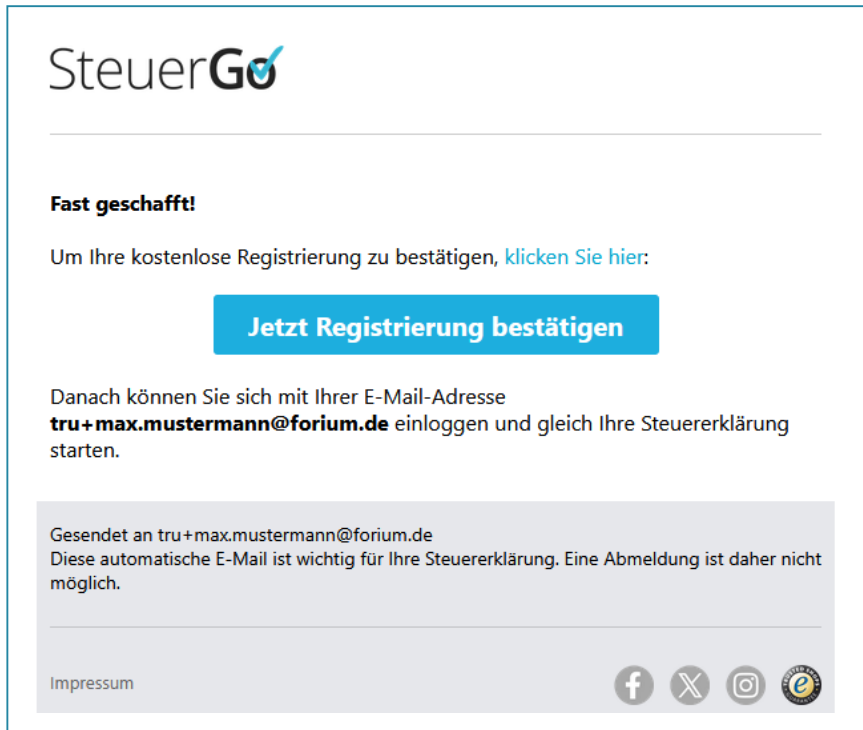 SteuerGo
Fast geschafft!
Um Ihre kostenlose Registrierung zu bestätigen, klicken Sie hier:
Jetzt Registrierung bestätigen
Danach können Sie sich mit Ihrer E-Mail-Adresse
tru+max.mustermann@forium.de einloggen und gleich Ihre Steuererklärung
starten.
Gesendet an tru+max.mustermann@forium.de
Diese automatische E-Mail ist wichtig für Ihre Steuererklärung. Eine Abmeldung ist daher nicht
möglich.
Impressum